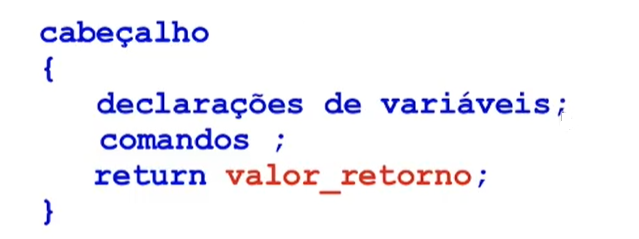 cabeçalho
{
declarações de variáveis;
comandos ;
return valor_retorno;
}